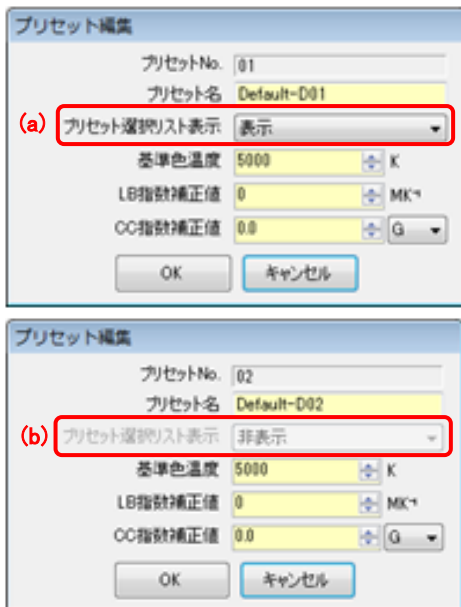 プリセット編集
プリセットNo. 01
プリセット名 Default-D01
(a) プリセット選択リスト表示 表示
基準色温度 5000 K
LB指数補正値 0 MK⁻¹
CC指数補正値 0.0 G
OK キャンセル
プリセット編集
プリセットNo. 02
プリセット名 Default-D02
(b) プリセット選択リスト表示 非表示
基準色温度 5000 K
LB指数補正値 0 MK⁻¹
CC指数補正値 0.0 G
OK キャンセル